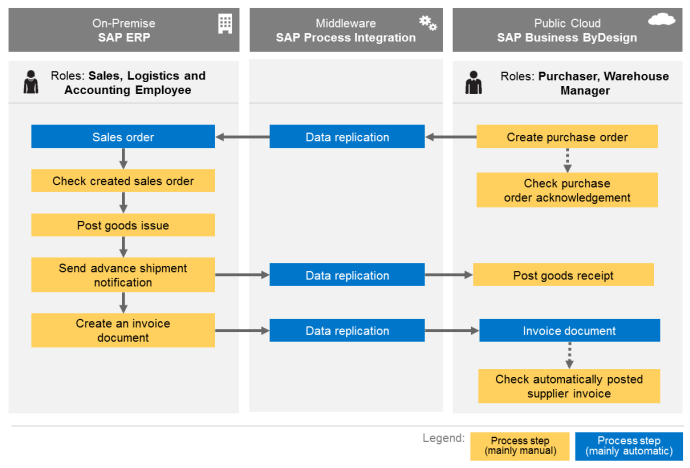 On-Premise
SAP ERP
Middleware
SAP Process Integration
Public Cloud
SAP Business ByDesign
Roles: Sales, Logistics and
Accounting Employee
Roles: Purchaser, Warehouse
Manager
Sales order
Data replication
Create purchase order
Check created sales order
Check purchase
order acknowledgement
Post goods issue
Send advance shipment
notification
Data replication
Post goods receipt
Create an invoice
document
Data replication
Invoice document
Check automatically posted
supplier invoice
Legend:
Process step
(mainly manual)
Process step
(mainly automatic)